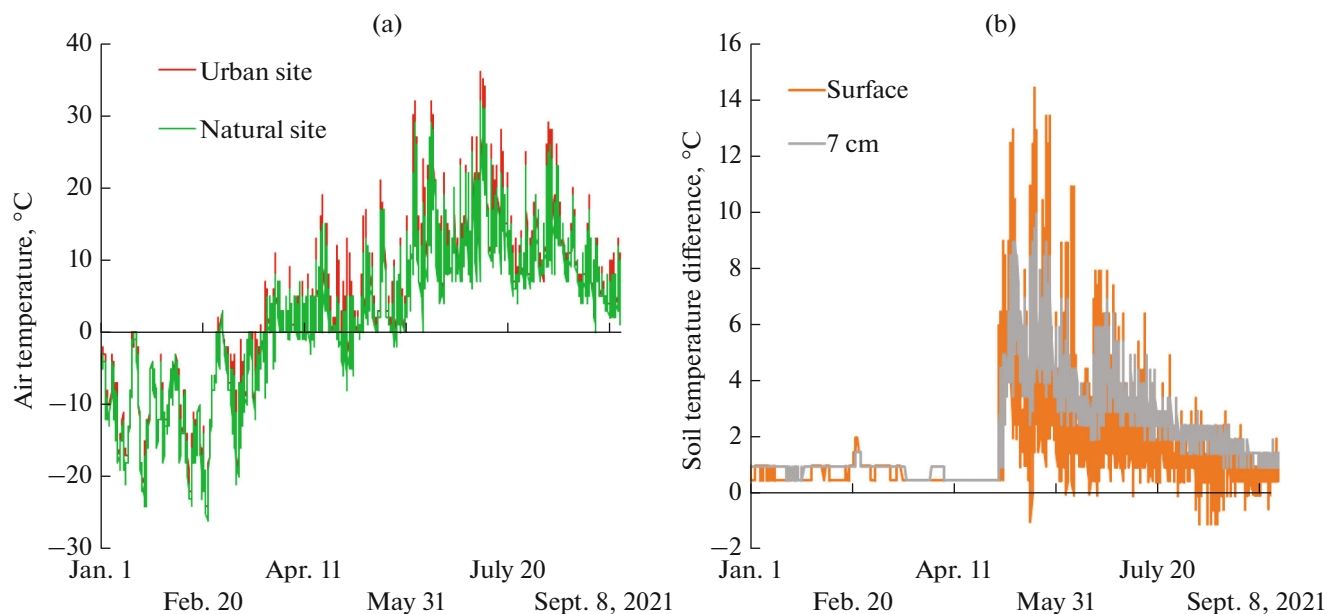 (a)
40
30
20
10
0
−10
−20
−30
Air temperature, °C
Urban site
Natural site
Jan. 1
Feb. 20
Apr. 11
May 31
July 20
Sept. 8, 2021
(b)
16
14
12
10
8
6
4
2
0
−2
Soil temperature difference, °C
Surface
7 cm
Jan. 1
Feb. 20
Apr. 11
May 31
July 20
Sept. 8, 2021